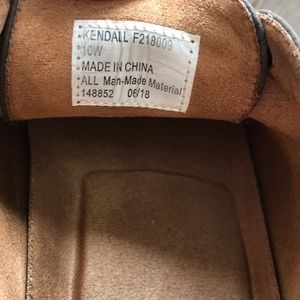 KENDALL F218009
10W
MADE IN CHINA
ALL Man-Made Material
148852 06/18